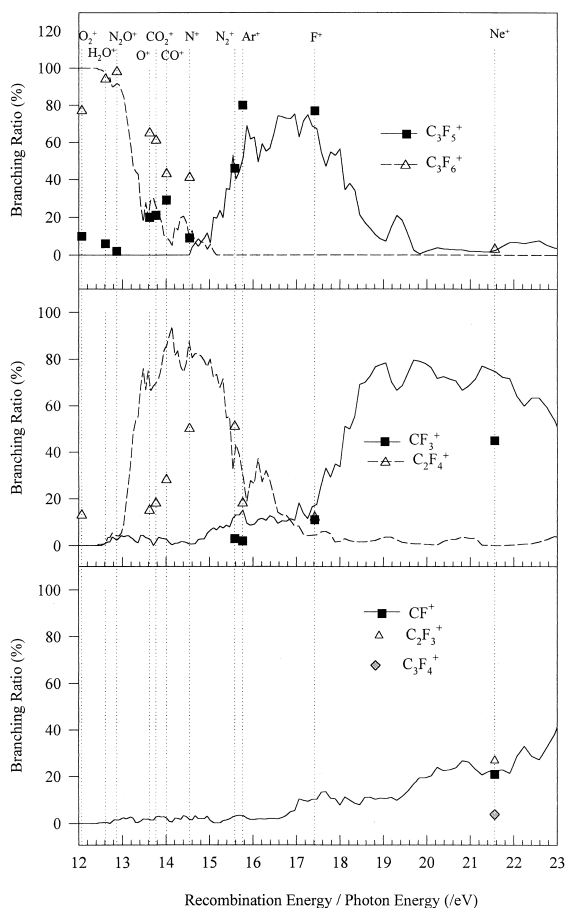 O₂⁺ N₂O⁺ CO₂⁺ N⁺ N₂⁺ Ar⁺ F⁺ Ne⁺
H₂O⁺ O⁺ CO⁺
120
100
80
60
40
20
0
Branching Ratio (%)
C₃F₅⁺
C₃F₆⁺
100
80
60
40
20
0
Branching Ratio (%)
CF₃⁺
C₂F₄⁺
100
80
60
40
20
0
Branching Ratio (%)
CF⁺
C₂F₃⁺
C₃F₄⁺
12 13 14 15 16 17 18 19 20 21 22 23
Recombination Energy / Photon Energy (/eV)